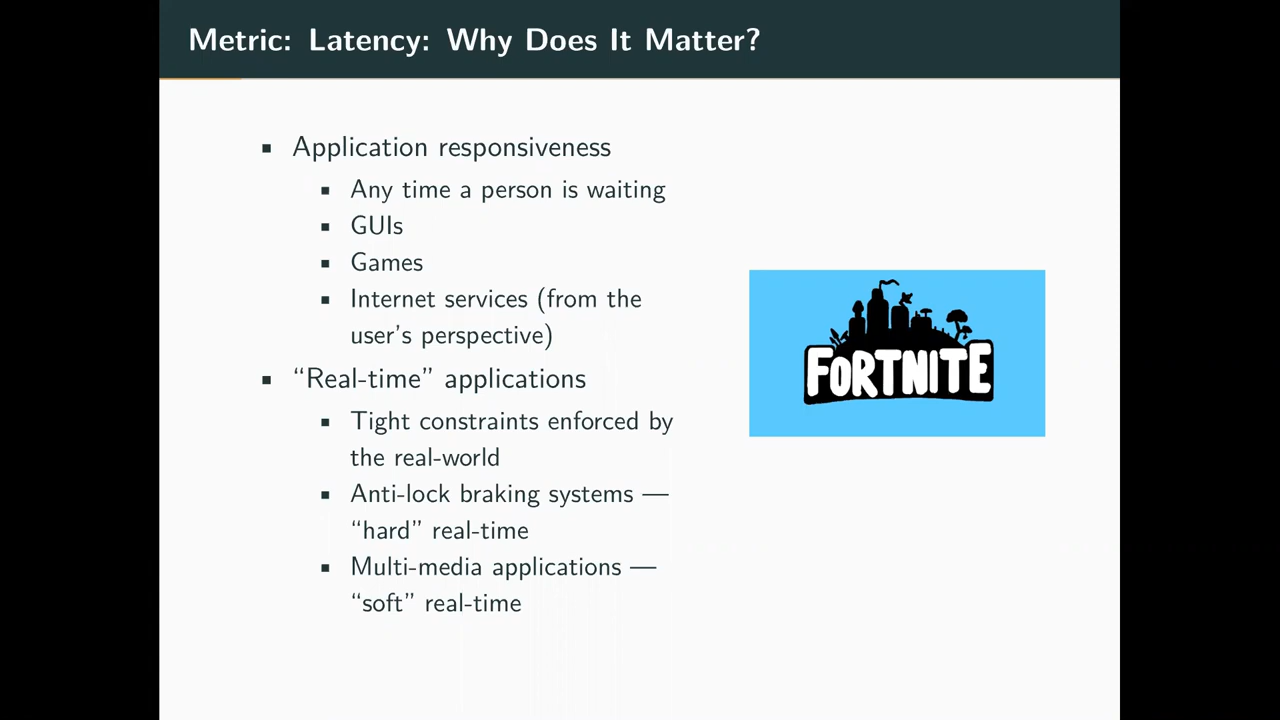 Metric: Latency: Why Does It Matter?
▪ Application responsiveness
▪ Any time a person is waiting
▪ GUIs
▪ Games
▪ Internet services (from the
user’s perspective)
▪ “Real-time” applications
▪ Tight constraints enforced by
the real-world
▪ Anti-lock braking systems —
“hard” real-time
▪ Multi-media applications —
“soft” real-time
FORTNITE